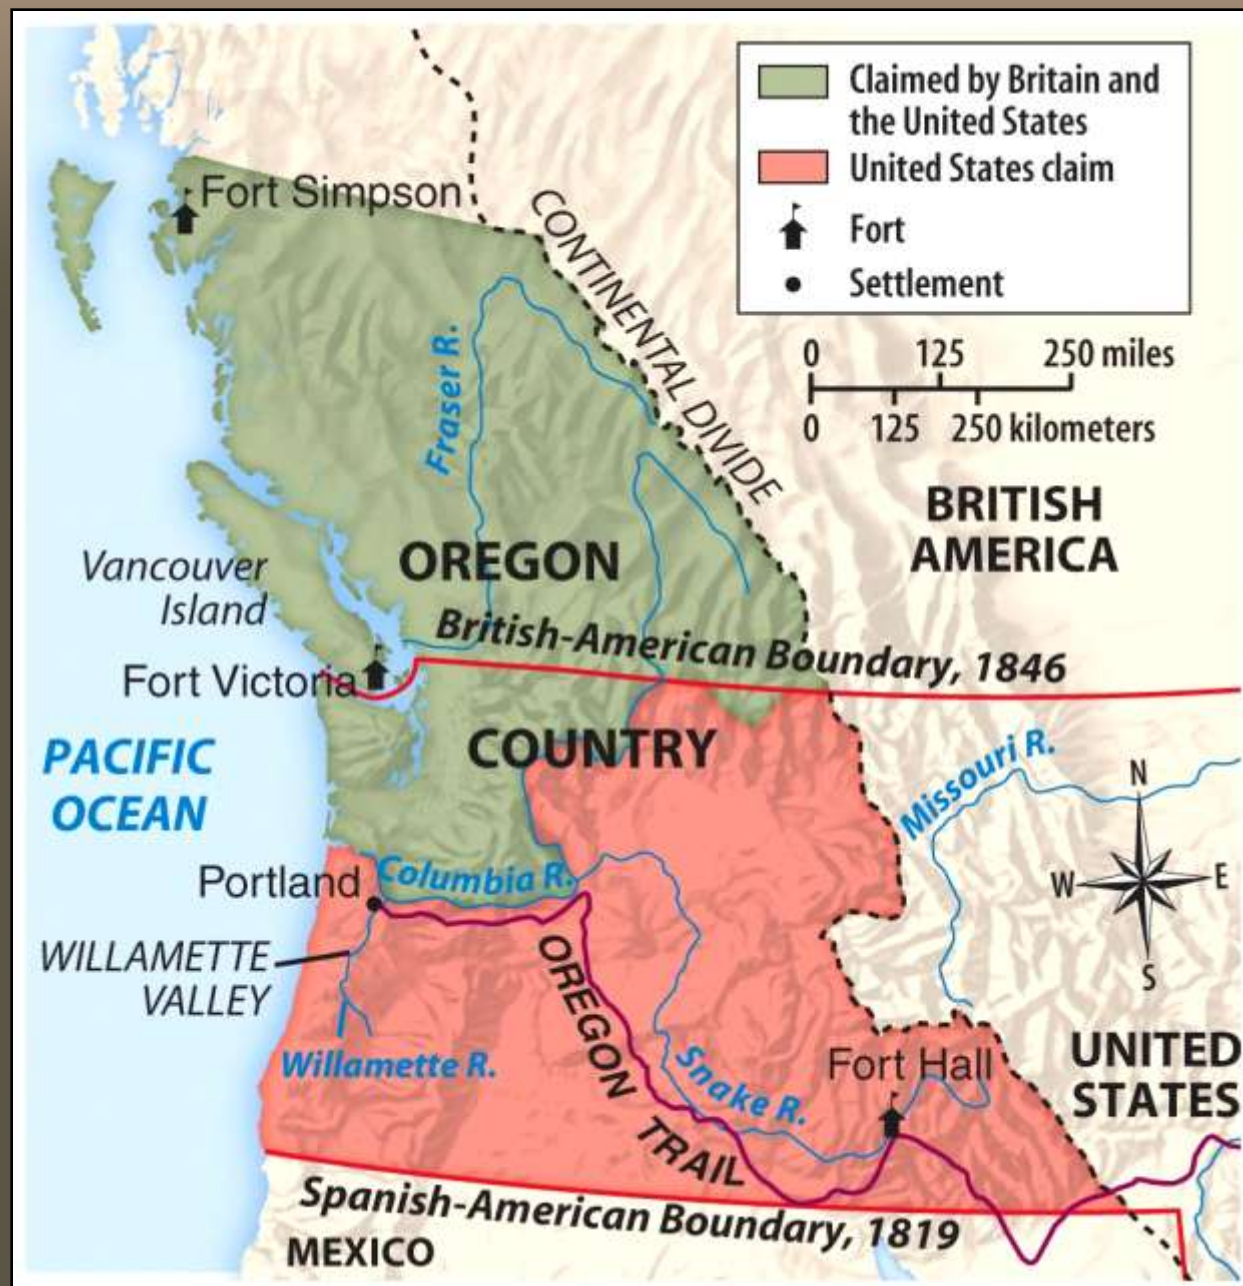 Claimed by Britain and
the United States
United States claim
Fort
Settlement
0 125 250 miles
0 125 250 kilometers
Fort Simpson
CONTINENTAL DIVIDE
Fraser R.
BRITISH
AMERICA
OREGON
Vancouver
Island
British-American Boundary, 1846
Fort Victoria
COUNTRY
PACIFIC
OCEAN
Missouri R.
N
W
E
S
Portland
Columbia R.
WILLAMETTE
VALLEY
OREGON TRAIL
Willamette R.
Snake R.
Fort Hall
UNITED
STATES
Spanish-American Boundary, 1819
MEXICO